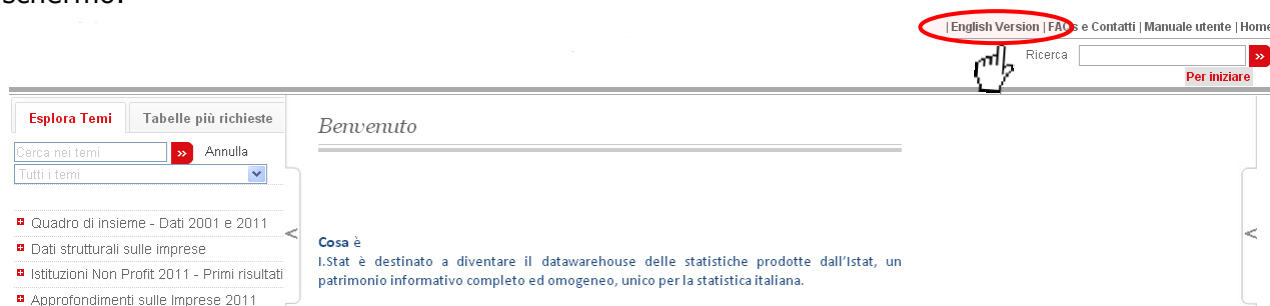 schermo.
| English Version | FAQs e Contatti | Manuale utente | Home
Ricerca »
Per iniziare
Esplora Temi Tabelle più richieste
Cerca nei temi » Annulla
Tutti i temi
Quadro di insieme - Dati 2001 e 2011
Dati strutturali sulle imprese
Istituzioni Non Profit 2011 - Primi risultati
Approfondimenti sulle Imprese 2011
<
Benvenuto
Cosa è
I.Stat è destinato a diventare il datawarehouse delle statistiche prodotte dall'Istat, un
patrimonio informativo completo ed omogeneo, unico per la statistica italiana.
<